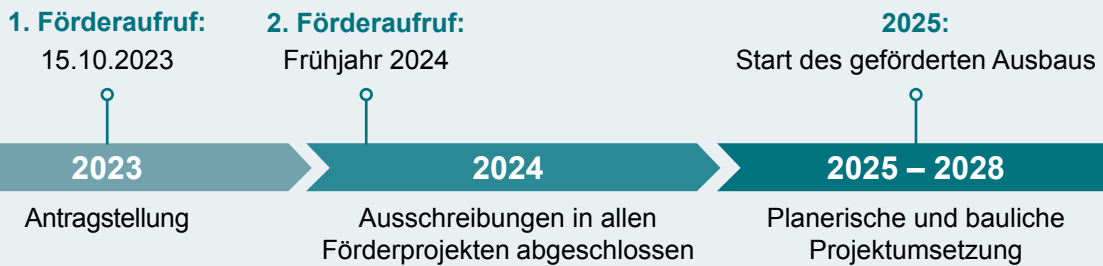 1. Förderaufruf:
15.10.2023
2. Förderaufruf:
Frühjahr 2024
2025:
Start des geförderten Ausbaus
2023
2024
2025 – 2028
Antragstellung
Ausschreibungen in allen
Förderprojekten abgeschlossen
Planerische und bauliche
Projektumsetzung